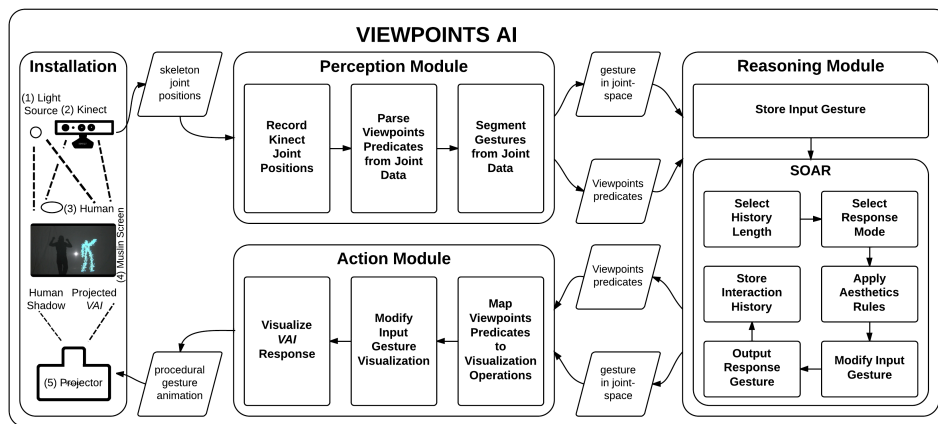 VIEWPOINTS AI
Installation
(1) Light
Source
(2) Kinect
(3) Human
(4) Muslin Screen
Human
Shadow
Projected
VAI
(5) Projector
skeleton
joint
positions
Perception Module
Record
Kinect
Joint
Positions
Parse
Viewpoints
Predicates
from Joint
Data
Segment
Gestures
from Joint
Data
gesture
in joint-
space
Viewpoints
predicates
Reasoning Module
Store Input Gesture
SOAR
Select
History
Length
Select
Response
Mode
Store
Interaction
History
Apply
Aesthetics
Rules
Output
Response
Gesture
Modify Input
Gesture
Viewpoints
predicates
gesture
in joint-
space
Action Module
Visualize
VAI
Response
Modify
Input
Gesture
Visualization
Map
Viewpoints
Predicates
to
Visualization
Operations
procedural
gesture
animation